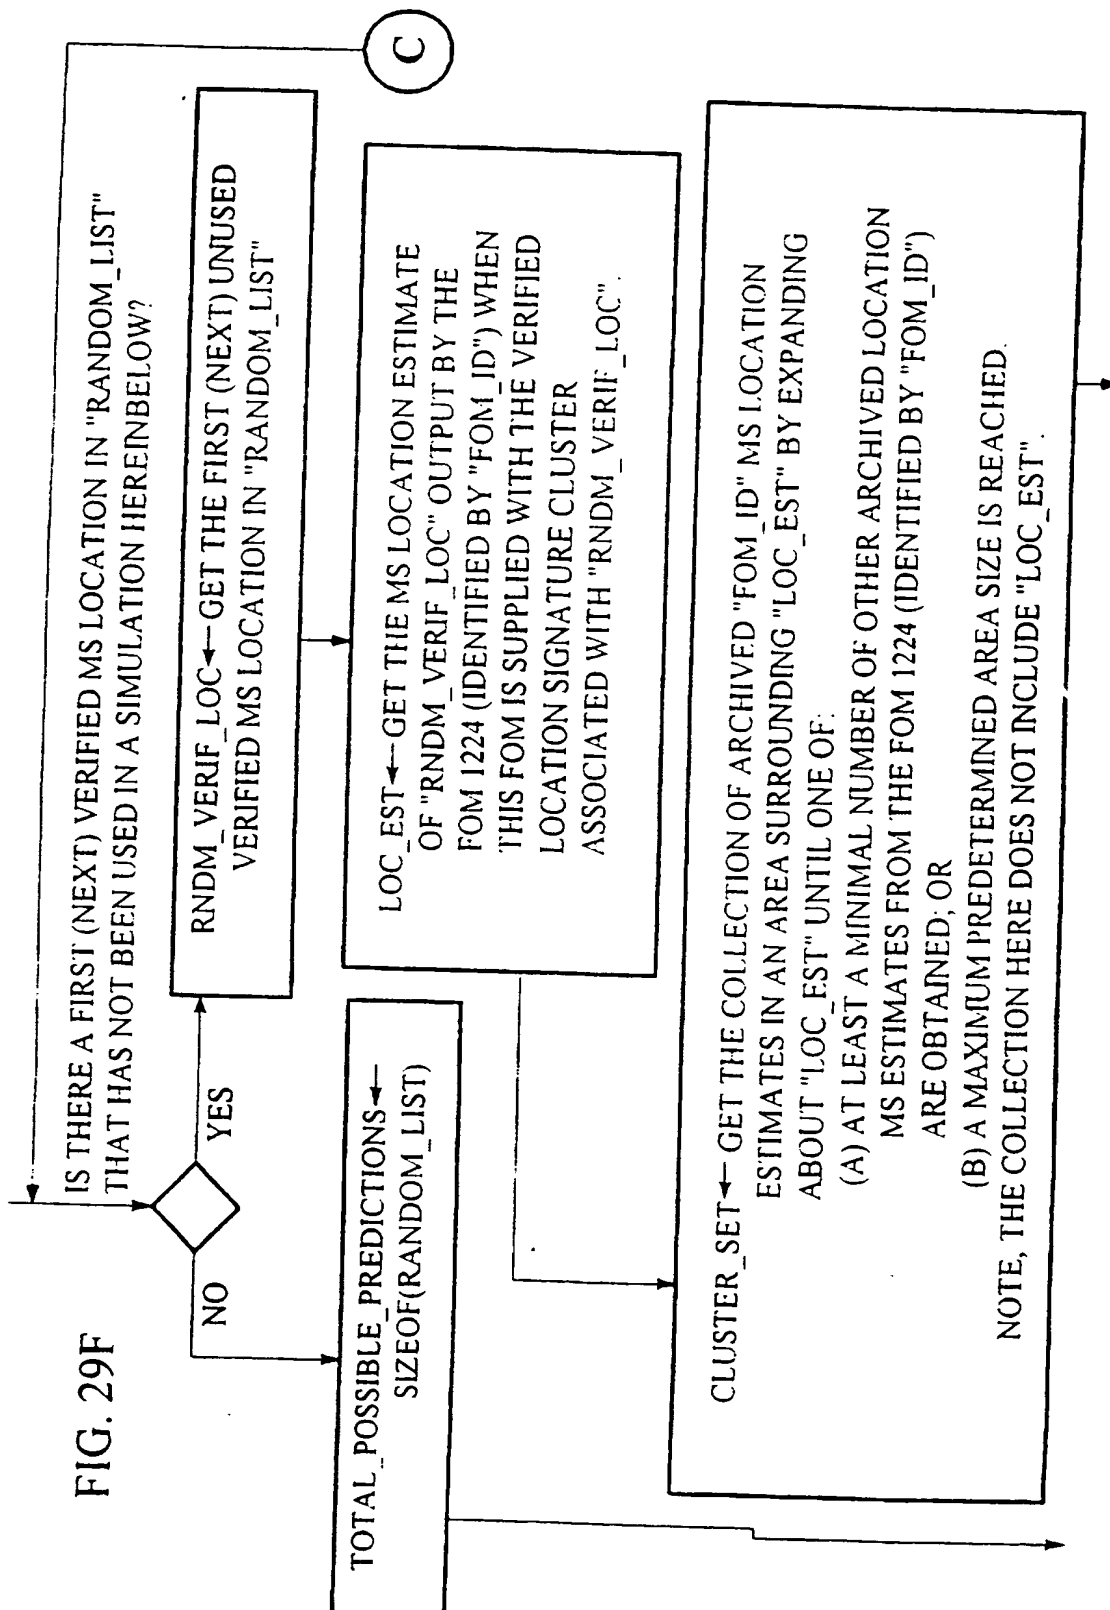 FIG. 29F
C
IS THERE A FIRST (NEXT) VERIFIED MS LOCATION IN "RANDOM_LIST"
THAT HAS NOT BEEN USED IN A SIMULATION HEREINBELOW?
NO
YES
RNDM_VERIF_LOC←GET THE FIRST (NEXT) UNUSED
VERIFIED MS LOCATION IN "RANDOM_LIST"
TOTAL_POSSIBLE_PREDICTIONS←
SIZEOF(RANDOM_LIST)
LOC_EST←GET THE MS LOCATION ESTIMATE
OF "RNDM_VERIF_LOC" OUTPUT BY THE
FOM 1224 (IDENTIFIED BY "FOM_ID") WHEN
THIS FOM IS SUPPLIED WITH THE VERIFIED
LOCATION SIGNATURE CLUSTER
ASSOCIATED WITH "RNDM_VERIF_LOC".
CLUSTER_SET← GET THE COLLECTION OF ARCHIVED "FOM_ID" MS LOCATION
ESTIMATES IN AN AREA SURROUNDING "LOC_EST" BY EXPANDING
ABOUT "LOC_EST" UNTIL ONE OF:
(A) AT LEAST A MINIMAL NUMBER OF OTHER ARCHIVED LOCATION
MS ESTIMATES FROM THE FOM 1224 (IDENTIFIED BY "FOM_ID")
ARE OBTAINED; OR
(B) A MAXIMUM PREDETERMINED AREA SIZE IS REACHED.
NOTE, THE COLLECTION HERE DOES NOT INCLUDE "LOC_EST".